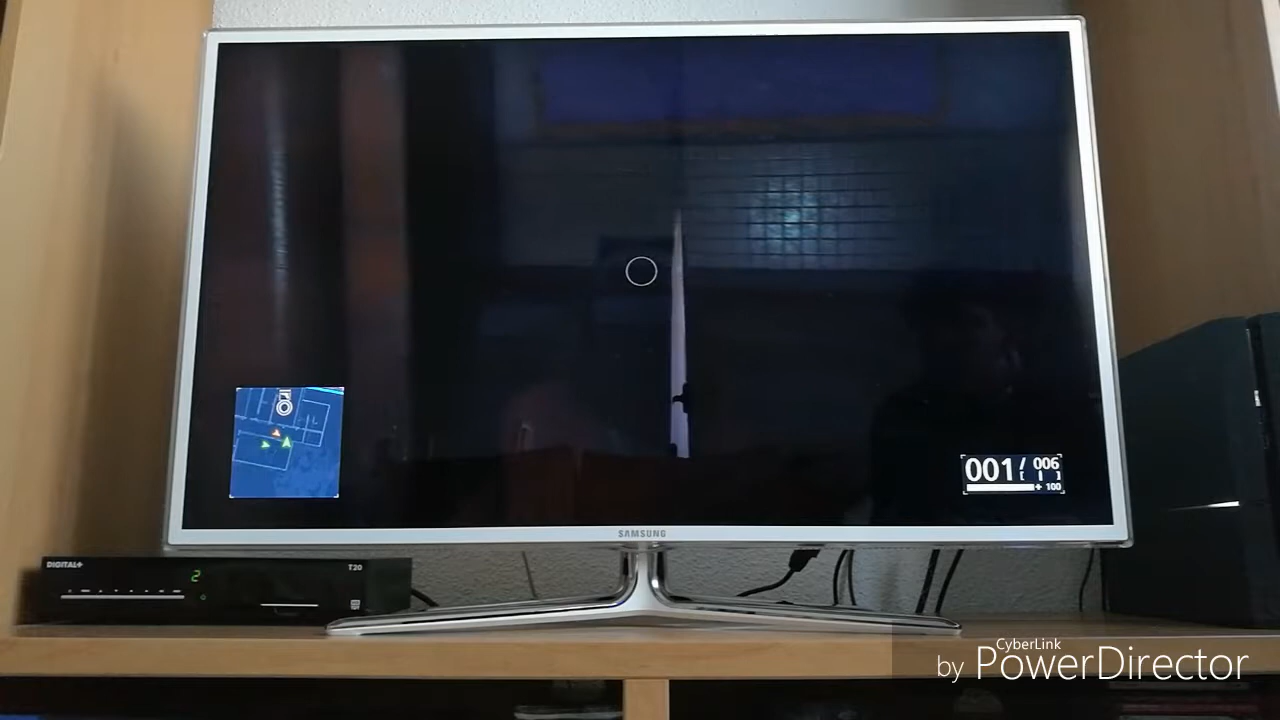 001/ 006
+ 100
SAMSUNG
DIGITAL+
2
T20
CyberLink
by PowerDirector